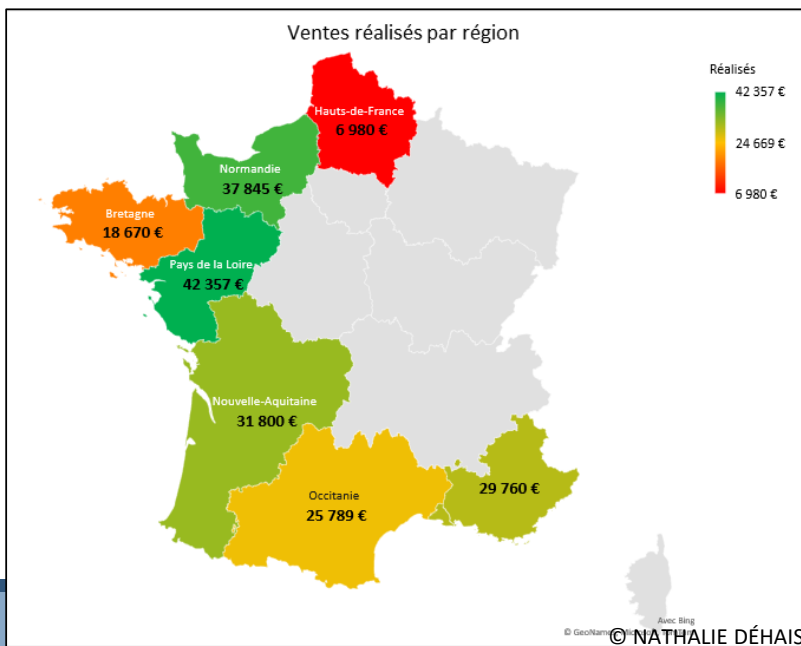 Ventes réalisés par région
Réalisés
42 357 €
24 669 €
6 980 €
Hauts-de-France
6 980 €
Normandie
37 845 €
Bretagne
18 670 €
Pays de la Loire
42 357 €
Nouvelle-Aquitaine
31 800 €
Occitanie
25 789 €
29 760 €
Avec Bing
© GeoNames, Microsoft
© NATHALIE DÉHAIS